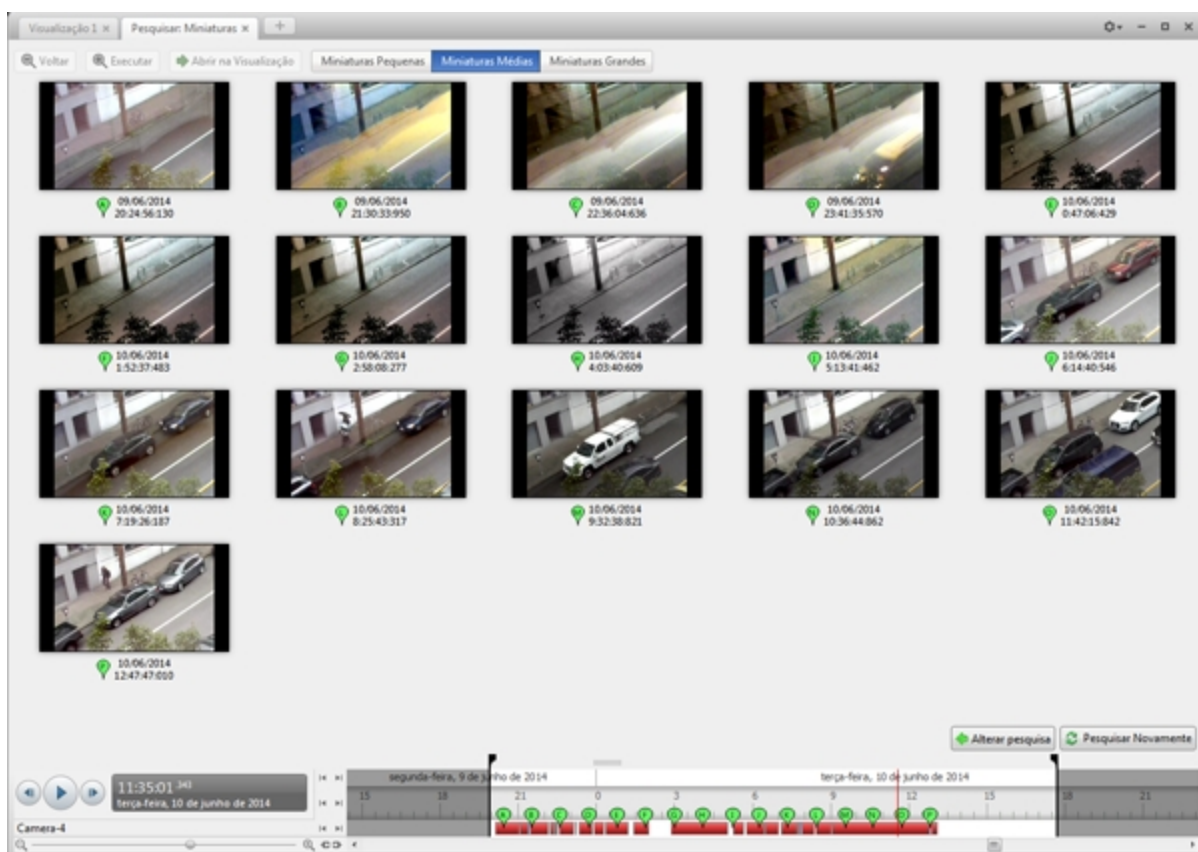 Visualização 1 ×
Pesquisar: Miniaturas ×
+
Voltar
Executar
Abrir na Visualização
Miniaturas Pequenas
Miniaturas Médias
Miniaturas Grandes
A 09/06/2014
20:24:56:130
B 09/06/2014
21:30:33:950
C 09/06/2014
22:36:04:636
D 09/06/2014
23:41:35:570
E 10/06/2014
0:47:06:429
F 10/06/2014
1:52:37:483
G 10/06/2014
2:58:08:277
H 10/06/2014
4:03:40:609
I 10/06/2014
5:13:41:462
J 10/06/2014
6:14:40:546
K 10/06/2014
7:19:26:187
L 10/06/2014
8:25:43:317
M 10/06/2014
9:32:38:821
N 10/06/2014
10:36:44:862
O 10/06/2014
11:42:15:842
P 10/06/2014
12:47:47:010
Alterar pesquisa
Pesquisar Novamente
11:35:01 .343
terça-feira, 10 de junho de 2014
segunda-feira, 9 de junho de 2014
terça-feira, 10 de junho de 2014
15 18 21 0 3 6 9 12 15 18 21
A B C D E F G H I J K L M N O P
Camera-4